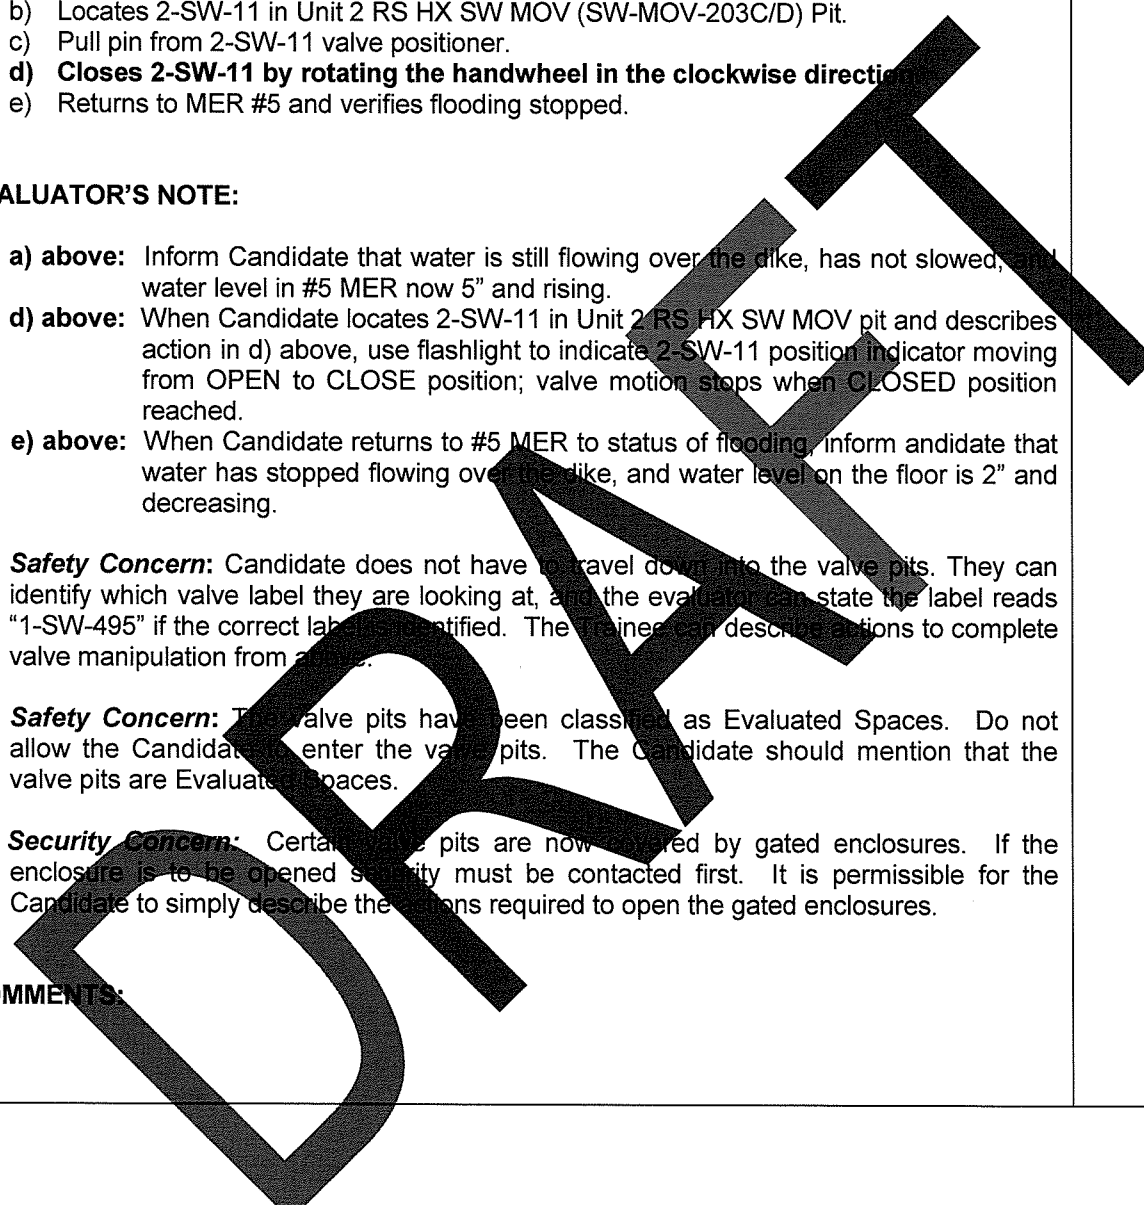 b) Locates 2-SW-11 in Unit 2 RS HX SW MOV (SW-MOV-203C/D) Pit.
c) Pull pin from 2-SW-11 valve positioner.
d) Closes 2-SW-11 by rotating the handwheel in the clockwise direction
e) Returns to MER #5 and verifies flooding stopped.
ALUATOR'S NOTE:
a) above: Inform Candidate that water is still flowing over the dike, has not slowed, and
water level in #5 MER now 5" and rising.
d) above: When Candidate locates 2-SW-11 in Unit 2 RS HX SW MOV pit and describes
action in d) above, use flashlight to indicate 2-SW-11 position indicator moving
from OPEN to CLOSE position; valve motion stops when CLOSED position
reached.
e) above: When Candidate returns to #5 MER to status of flooding, inform andidate that
water has stopped flowing over the dike, and water level on the floor is 2" and
decreasing.
Safety Concern: Candidate does not have to travel down into the valve pits. They can
identify which valve label they are looking at, and the evaluator can state the label reads
"1-SW-495" if the correct label is identified. The Trainee can describe actions to complete
valve manipulation from above.
Safety Concern: The valve pits have been classified as Evaluated Spaces. Do not
allow the Candidate to enter the valve pits. The Candidate should mention that the
valve pits are Evaluated Spaces.
Security Concern: Certain valve pits are now covered by gated enclosures. If the
enclosure is to be opened security must be contacted first. It is permissible for the
Candidate to simply describe the actions required to open the gated enclosures.
OMMENTS:
DRAFT